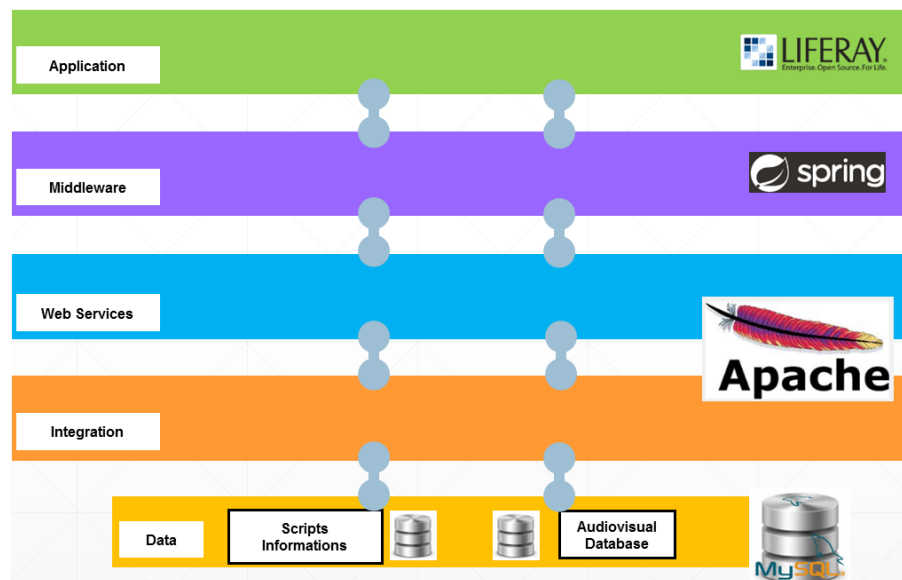 Application
LIFERAY.
Enterprise. Open Source. For Life.
Middleware
spring
Web Services
Apache
Integration
Data
Scripts
Informations
Audiovisual
Database
MySQL